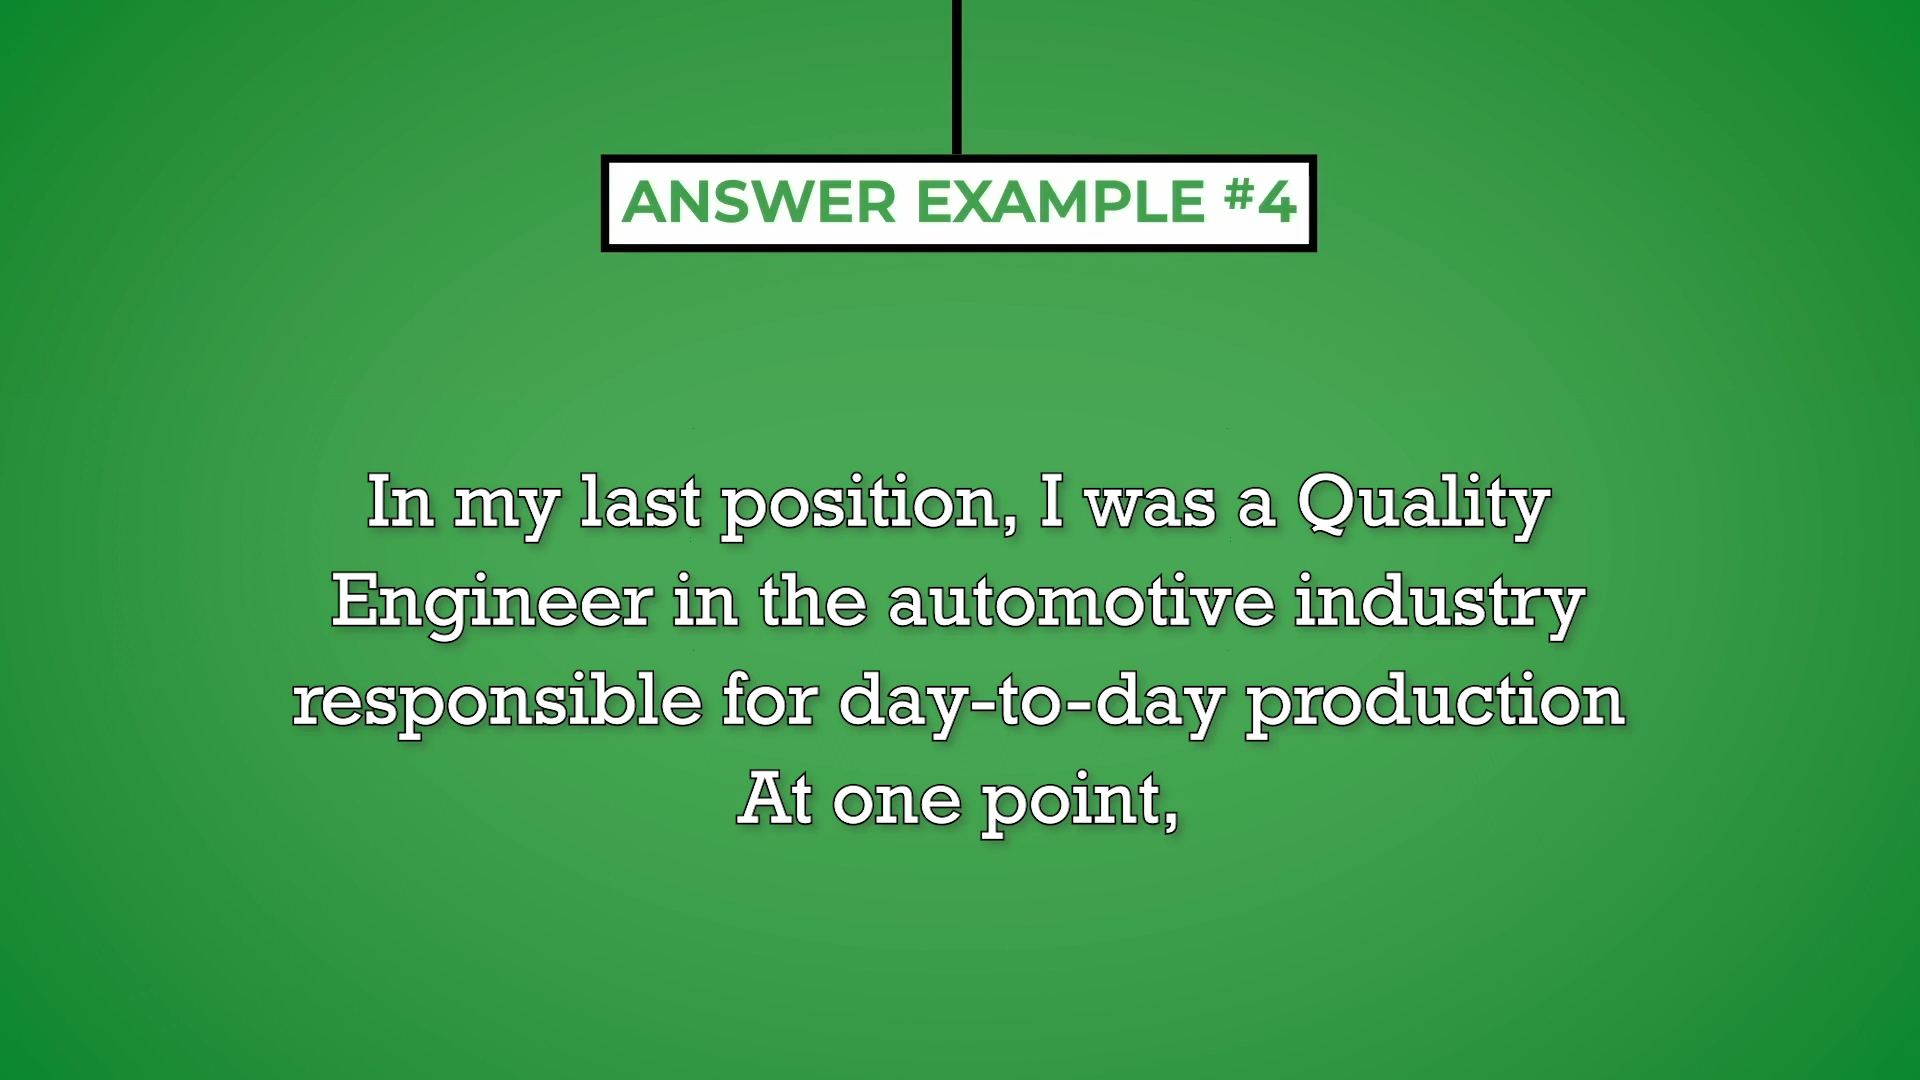 ANSWER EXAMPLE #4
In my last position, I was a Quality
Engineer in the automotive industry
responsible for day-to-day production
At one point,